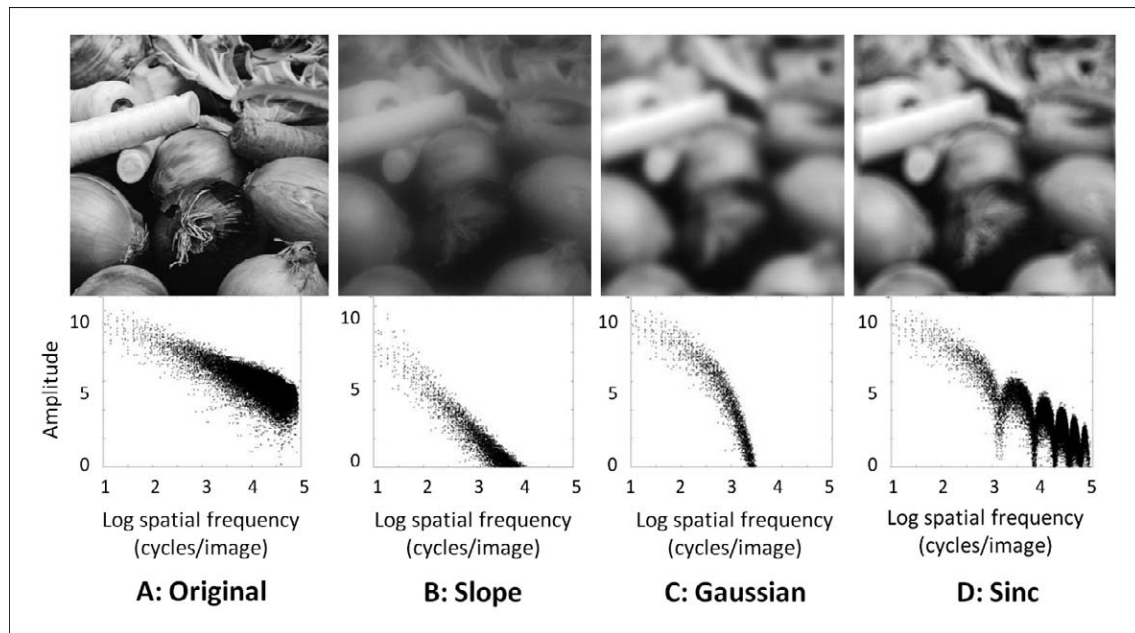 Amplitude
10
5
0
1 2 3 4 5
Log spatial frequency
(cycles/image)
A: Original
10
5
0
1 2 3 4 5
Log spatial frequency
(cycles/image)
B: Slope
10
5
0
1 2 3 4 5
Log spatial frequency
(cycles/image)
C: Gaussian
10
5
0
1 2 3 4 5
Log spatial frequency
(cycles/image)
D: Sinc